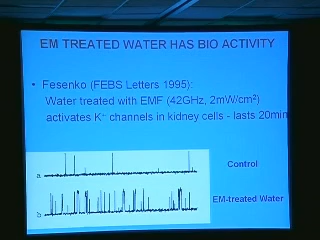 EM TREATED WATER HAS BIO ACTIVITY
• Fesenko (FEBS Letters 1995):
Water treated with EMF (42GHz, 2mW/cm²)
activates K⁺ channels in kidney cells - lasts 20min
a.
Control
b.
EM-treated Water